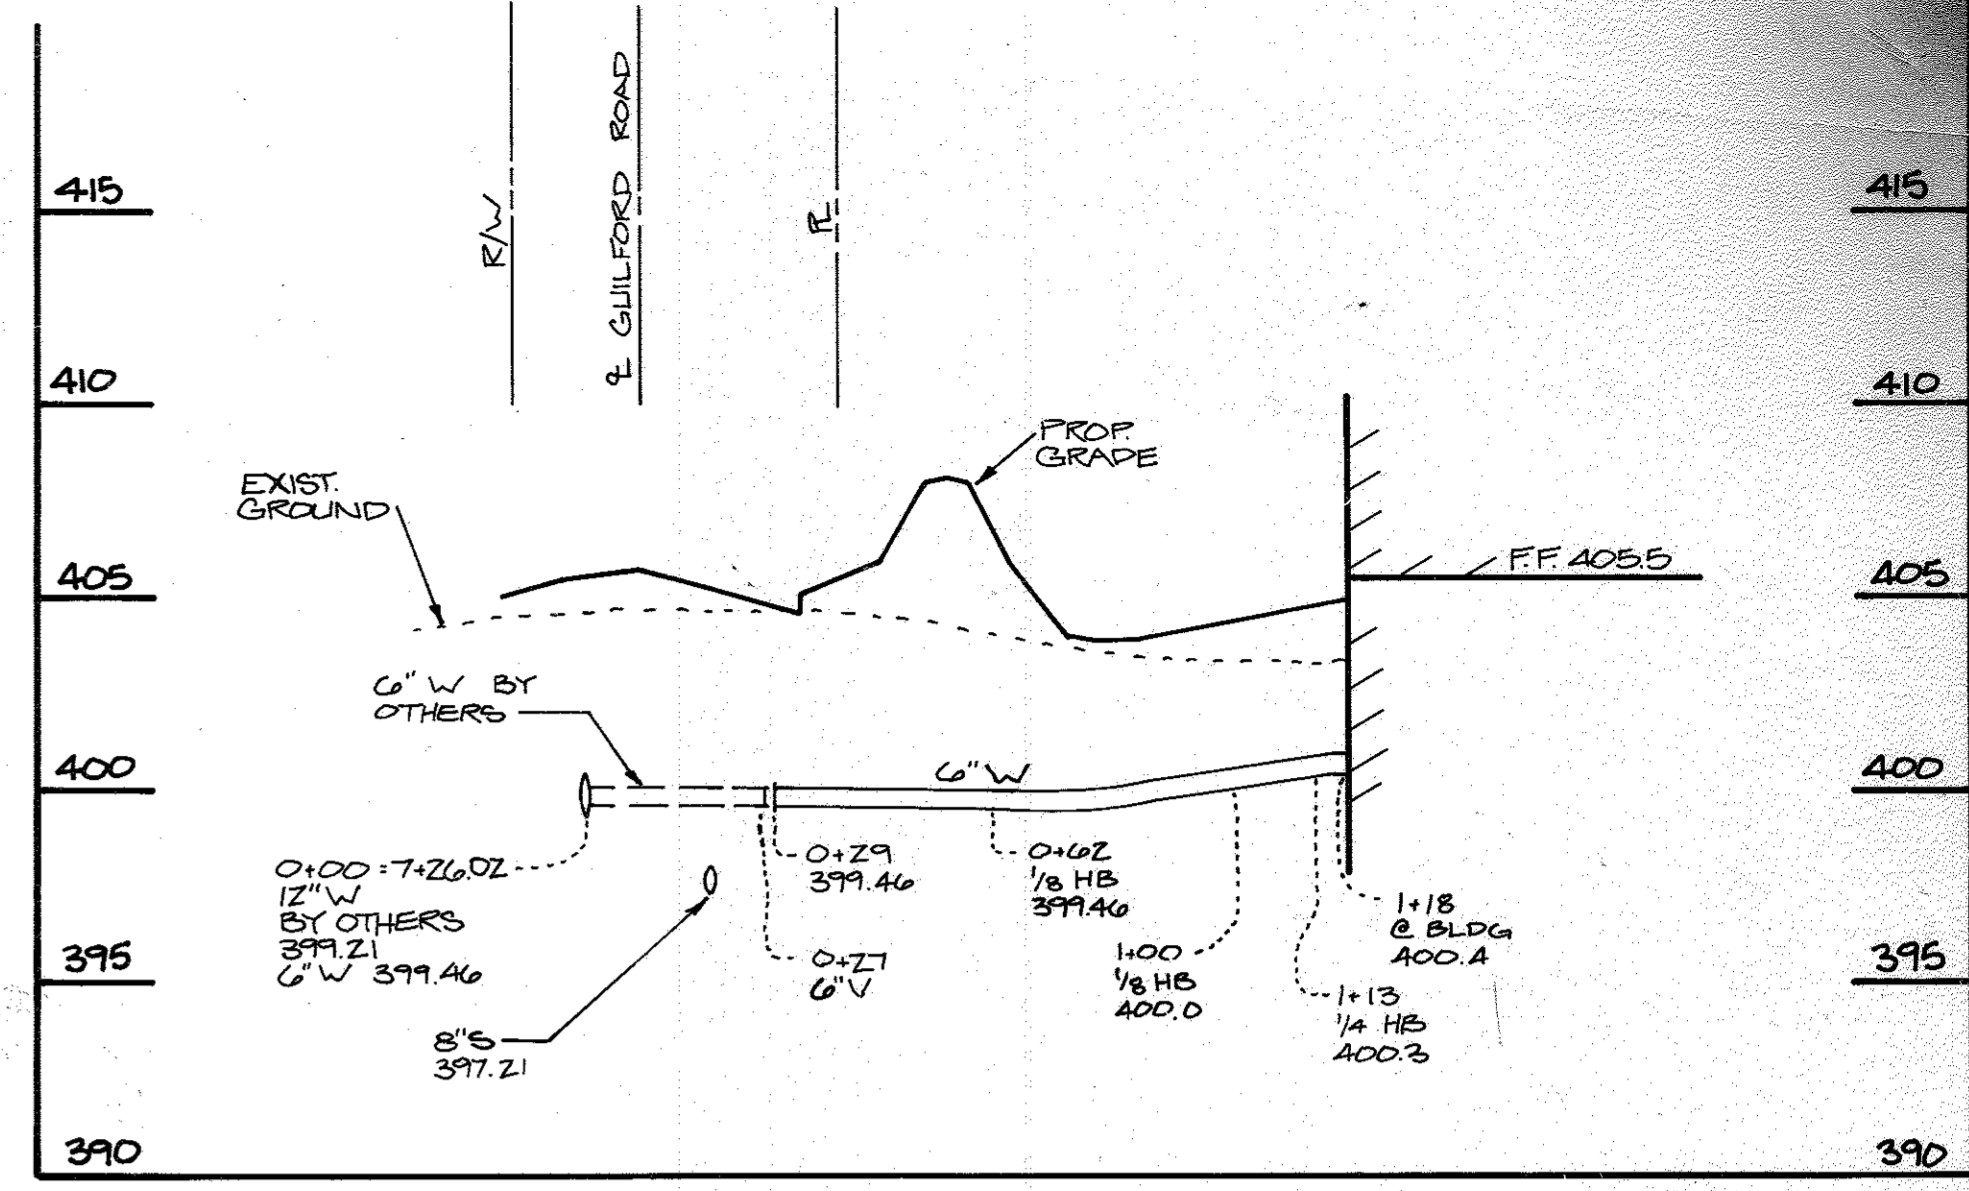 R/W
℄ GUILFORD ROAD
PL
415
415
410
410
PROP.
GRADE
EXIST.
GROUND
405
F.F. 405.5
405
6" W BY
OTHERS
400
6" W
400
0+00 = 7+26.02
12" W
BY OTHERS
399.21
6" W 399.46
0+29
399.46
0+62
1/8 HB
399.46
1+18
@ BLDG
400.4
395
0+27
6" V
1+00
1/8 HB
400.0
395
1+13
1/4 HB
400.3
8"S
397.21
390
390